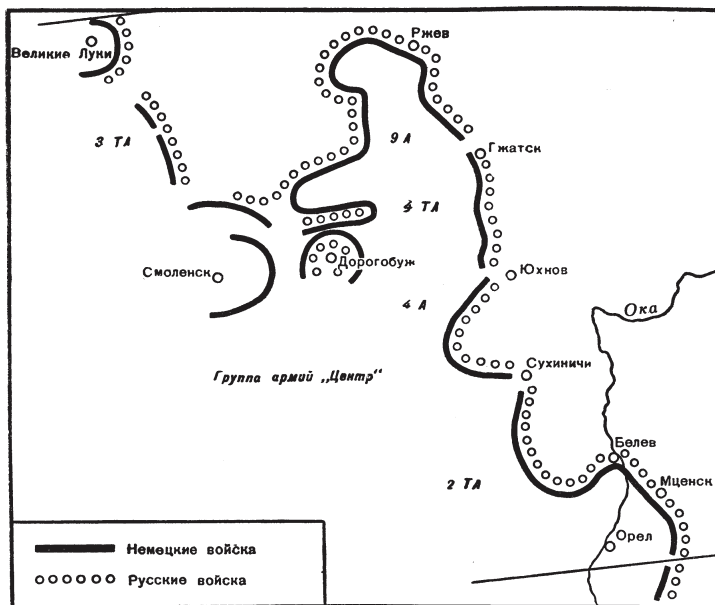 Ржев
Великие Луки
3 ТА
9 А
Гжатск
4 ТА
Дорогобуж
Смоленск
Юхнов
4 А
Ока
Группа армий „Центр"
Сухиничи
Белев
2 ТА
Мценск
Орел
Немецкие войска
Русские войска